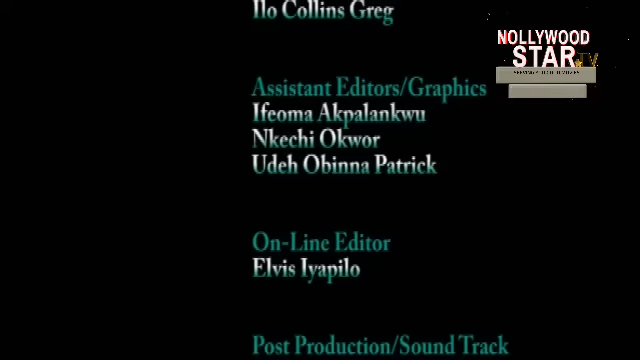 Ilo Collins Greg
NOLLYWOOD
STAR TV
Assistant Editors/Graphics
Ifeoma Akpalankwu
Nkechi Okwor
Udeh Obinna Patrick
On-Line Editor
Elvis Iyapilo
Post Production/Sound Track